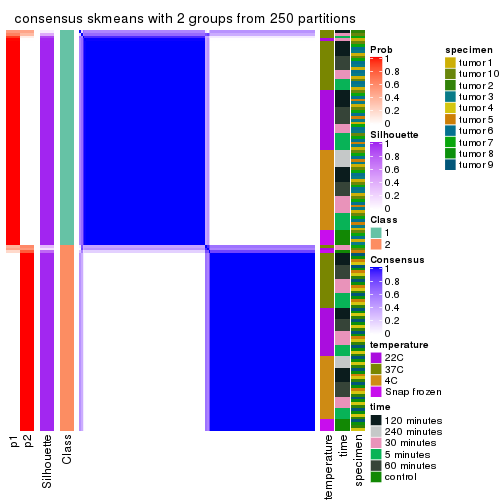 consensus skmeans with 2 groups from 250 partitions
Prob
1
0.8
0.6
0.4
0.2
0
Silhouette
1
0.8
0.6
0.4
0.2
0
Class
1
2
Consensus
1
0.8
0.6
0.4
0.2
0
temperature
22C
37C
4C
Snap frozen
time
120 minutes
240 minutes
30 minutes
5 minutes
60 minutes
control
specimen
tumor 1
tumor 10
tumor 2
tumor 3
tumor 4
tumor 5
tumor 6
tumor 7
tumor 8
tumor 9
p1
p2
Silhouette
Class
temperature
time
specimen